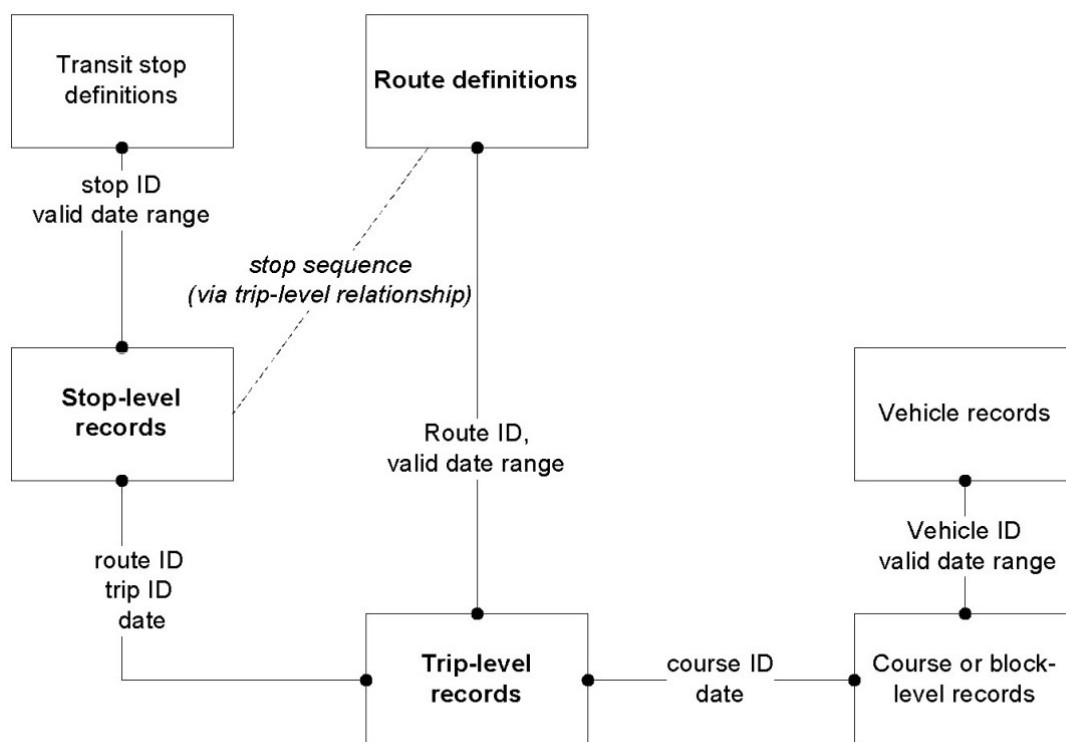 Transit stop
definitions
Route definitions
stop ID
valid date range
stop sequence
(via trip-level relationship)
Stop-level
records
Route ID,
valid date range
Vehicle records
route ID
trip ID
date
Vehicle ID
valid date range
Trip-level
records
course ID
date
Course or block-
level records